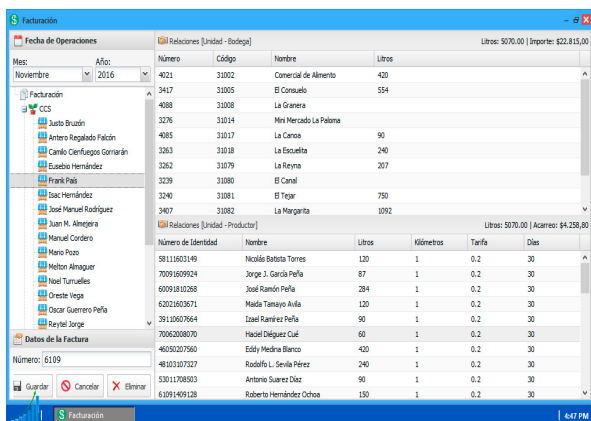 Facturación
Fecha de Operaciones
Mes: Año:
Noviembre 2016
Facturación
CCS
Justo Bruzón
Antero Regalado Falcón
Camilo Cienfuegos Gorriarán
Eusebio Hernández
Frank País
Isac Hernández
José Manuel Rodríguez
Juan M. Almejeira
Manuel Cordero
Mario Pozo
Melton Almaguer
Noel Turruelles
Oreste Vega
Oscar Guerrero Peña
Reytel Jorge
Datos de la Factura
Número: 6109
Guardar Cancelar Eliminar
Relaciones [Unidad - Bodega] Litros: 5070.00 | Importe: $22.815,00
Número Código Nombre Litros
4021 31002 Comercial de Alimento 420
3417 31005 El Consuelo 554
4088 31008 La Granera
3276 31014 Mini Mercado La Paloma
4085 31017 La Canoa 90
3263 31018 La Escuelita 240
3262 31079 La Reyna 207
3239 31080 El Canal
3240 31081 El Tejar 750
3407 31082 La Margarita 1092
Relaciones [Unidad - Productor] Litros: 5070.00 | Acarreo: $4.258,80
Número de Identidad Nombre Litros Kilómetros Tarifa Días
58111603149 Nicolás Batista Torres 120 1 0.2 30
70091609924 Jorge J. García Peña 87 1 0.2 30
60091810268 José Ramón Peña 284 1 0.2 30
62021603671 Maida Tamayo Avila 120 1 0.2 30
39110607664 Izael Ramírez Peña 90 1 0.2 30
70062008070 Haciel Diéguez Cué 60 1 0.2 30
46050207560 Eddy Medina Blanco 420 1 0.2 30
48103107327 Rodolfo L. Sevila Pérez 240 1 0.2 30
53011708503 Antonio Suarez Díaz 90 1 0.2 30
61091409128 Roberto Hernández Ochoa 150 1 0.2 30
Facturación 4:47 PM